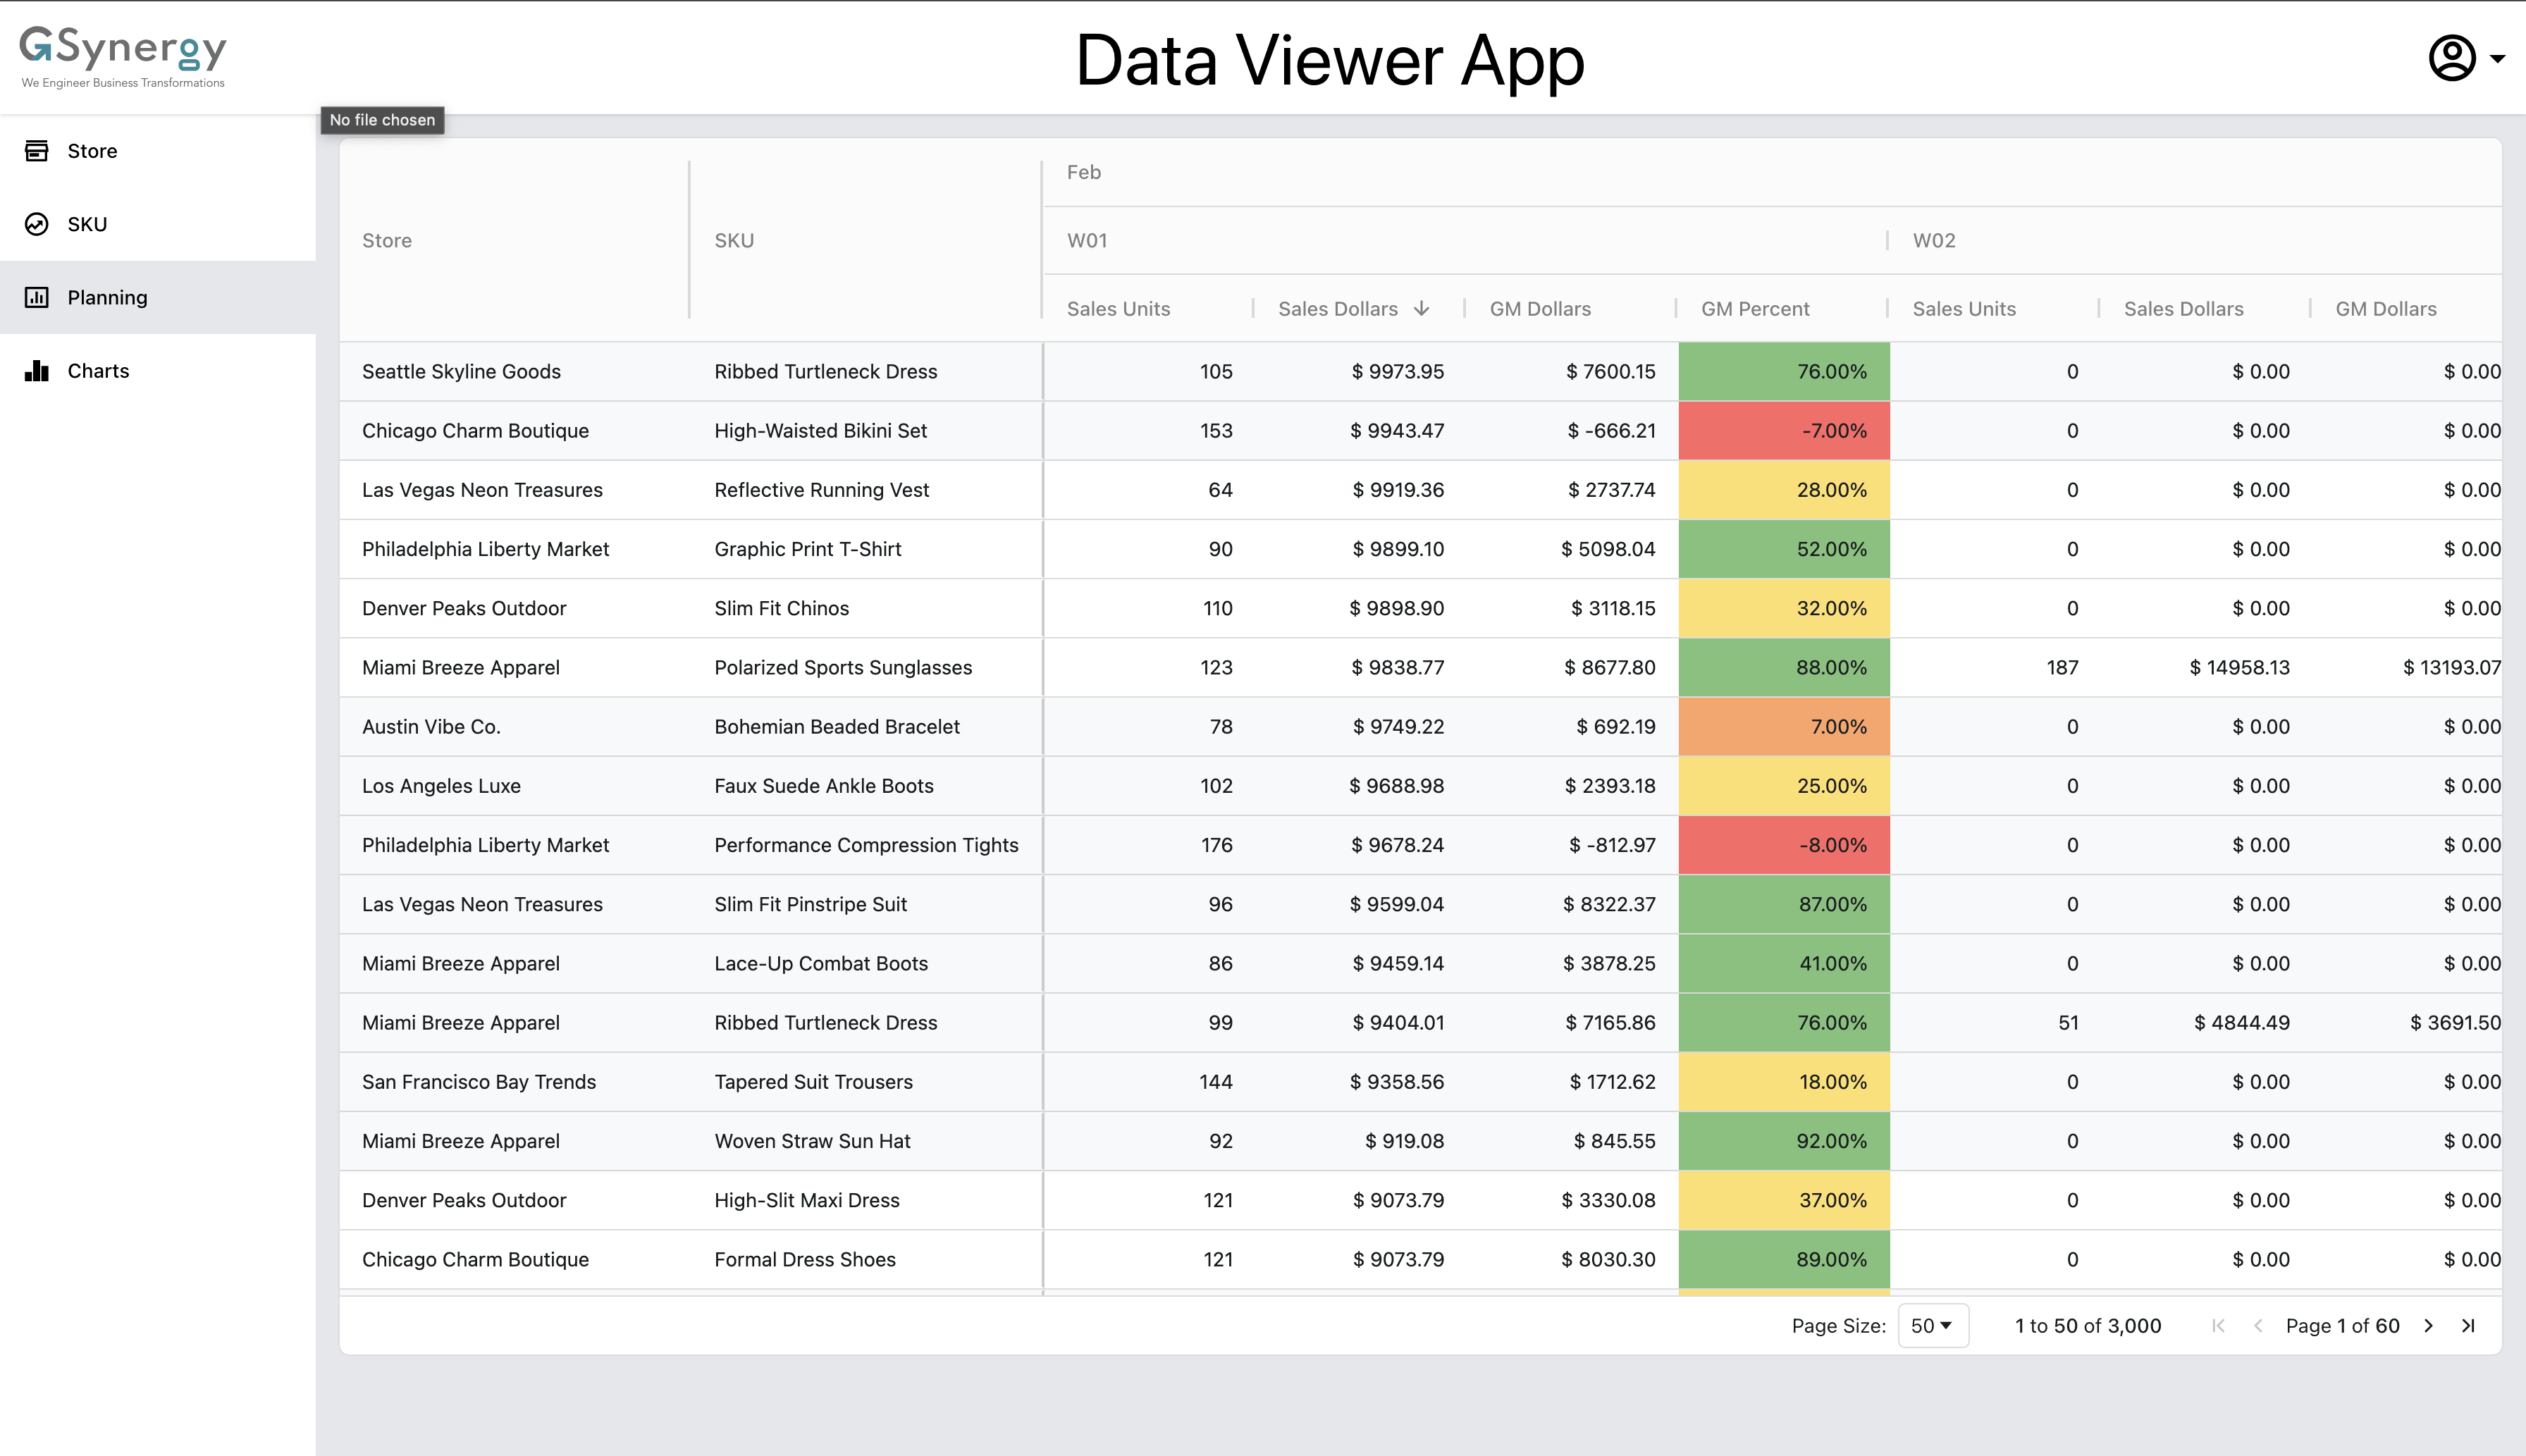 GSynergy
We Engineer Business Transformations
Data Viewer App
No file chosen
Store
SKU
Planning
Charts
Feb
Store SKU W01 W02
Sales Units Sales Dollars GM Dollars GM Percent Sales Units Sales Dollars GM Dollars
Seattle Skyline Goods Ribbed Turtleneck Dress 105 $ 9973.95 $ 7600.15 76.00% 0 $ 0.00 $ 0.00
Chicago Charm Boutique High-Waisted Bikini Set 153 $ 9943.47 $ -666.21 -7.00% 0 $ 0.00 $ 0.00
Las Vegas Neon Treasures Reflective Running Vest 64 $ 9919.36 $ 2737.74 28.00% 0 $ 0.00 $ 0.00
Philadelphia Liberty Market Graphic Print T-Shirt 90 $ 9899.10 $ 5098.04 52.00% 0 $ 0.00 $ 0.00
Denver Peaks Outdoor Slim Fit Chinos 110 $ 9898.90 $ 3118.15 32.00% 0 $ 0.00 $ 0.00
Miami Breeze Apparel Polarized Sports Sunglasses 123 $ 9838.77 $ 8677.80 88.00% 187 $ 14958.13 $ 13193.07
Austin Vibe Co. Bohemian Beaded Bracelet 78 $ 9749.22 $ 692.19 7.00% 0 $ 0.00 $ 0.00
Los Angeles Luxe Faux Suede Ankle Boots 102 $ 9688.98 $ 2393.18 25.00% 0 $ 0.00 $ 0.00
Philadelphia Liberty Market Performance Compression Tights 176 $ 9678.24 $ -812.97 -8.00% 0 $ 0.00 $ 0.00
Las Vegas Neon Treasures Slim Fit Pinstripe Suit 96 $ 9599.04 $ 8322.37 87.00% 0 $ 0.00 $ 0.00
Miami Breeze Apparel Lace-Up Combat Boots 86 $ 9459.14 $ 3878.25 41.00% 0 $ 0.00 $ 0.00
Miami Breeze Apparel Ribbed Turtleneck Dress 99 $ 9404.01 $ 7165.86 76.00% 51 $ 4844.49 $ 3691.50
San Francisco Bay Trends Tapered Suit Trousers 144 $ 9358.56 $ 1712.62 18.00% 0 $ 0.00 $ 0.00
Miami Breeze Apparel Woven Straw Sun Hat 92 $ 919.08 $ 845.55 92.00% 0 $ 0.00 $ 0.00
Denver Peaks Outdoor High-Slit Maxi Dress 121 $ 9073.79 $ 3330.08 37.00% 0 $ 0.00 $ 0.00
Chicago Charm Boutique Formal Dress Shoes 121 $ 9073.79 $ 8030.30 89.00% 0 $ 0.00 $ 0.00
Page Size: 50 1 to 50 of 3,000 Page 1 of 60